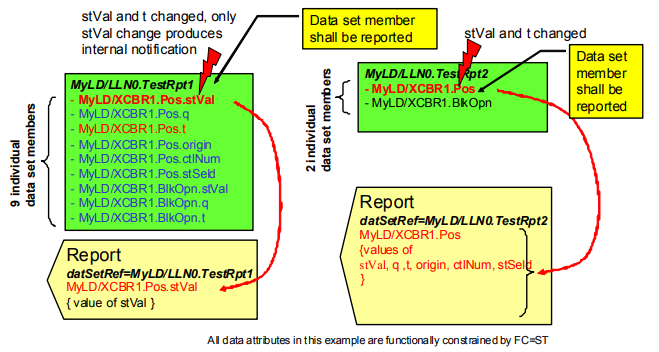 stVal and t changed, only
stVal change produces
internal notification
Data set member
shall be reported
MyLD/LLN0.TestRpt1
- MyLD/XCBR1.Pos.stVal
- MyLD/XCBR1.Pos.q
- MyLD/XCBR1.Pos.t
- MyLD/XCBR1.Pos.origin
- MyLD/XCBR1.Pos.ctlNum
- MyLD/XCBR1.Pos.stSeld
- MyLD/XCBR1.BlkOpn.stVal
- MyLD/XCBR1.BlkOpn.q
- MyLD/XCBR1.BlkOpn.t
9 individual
data set members
Report
datSetRef=MyLD/LLN0.TestRpt1
MyLD/XCBR1.Pos.stVal
{ value of stVal }
stVal and t changed
Data set
member
shall be
reported
MyLD/LLN0.TestRpt2
- MyLD/XCBR1.Pos
- MyLD/XCBR1.BlkOpn
2 individual
data set members
Report
datSetRef=MyLD/LLN0.TestRpt2
MyLD/XCBR1.Pos
{values of
stVal, q ,t, origin, ctlNum, stSeld
}
All data attributes in this example are functionally constrained by FC=ST